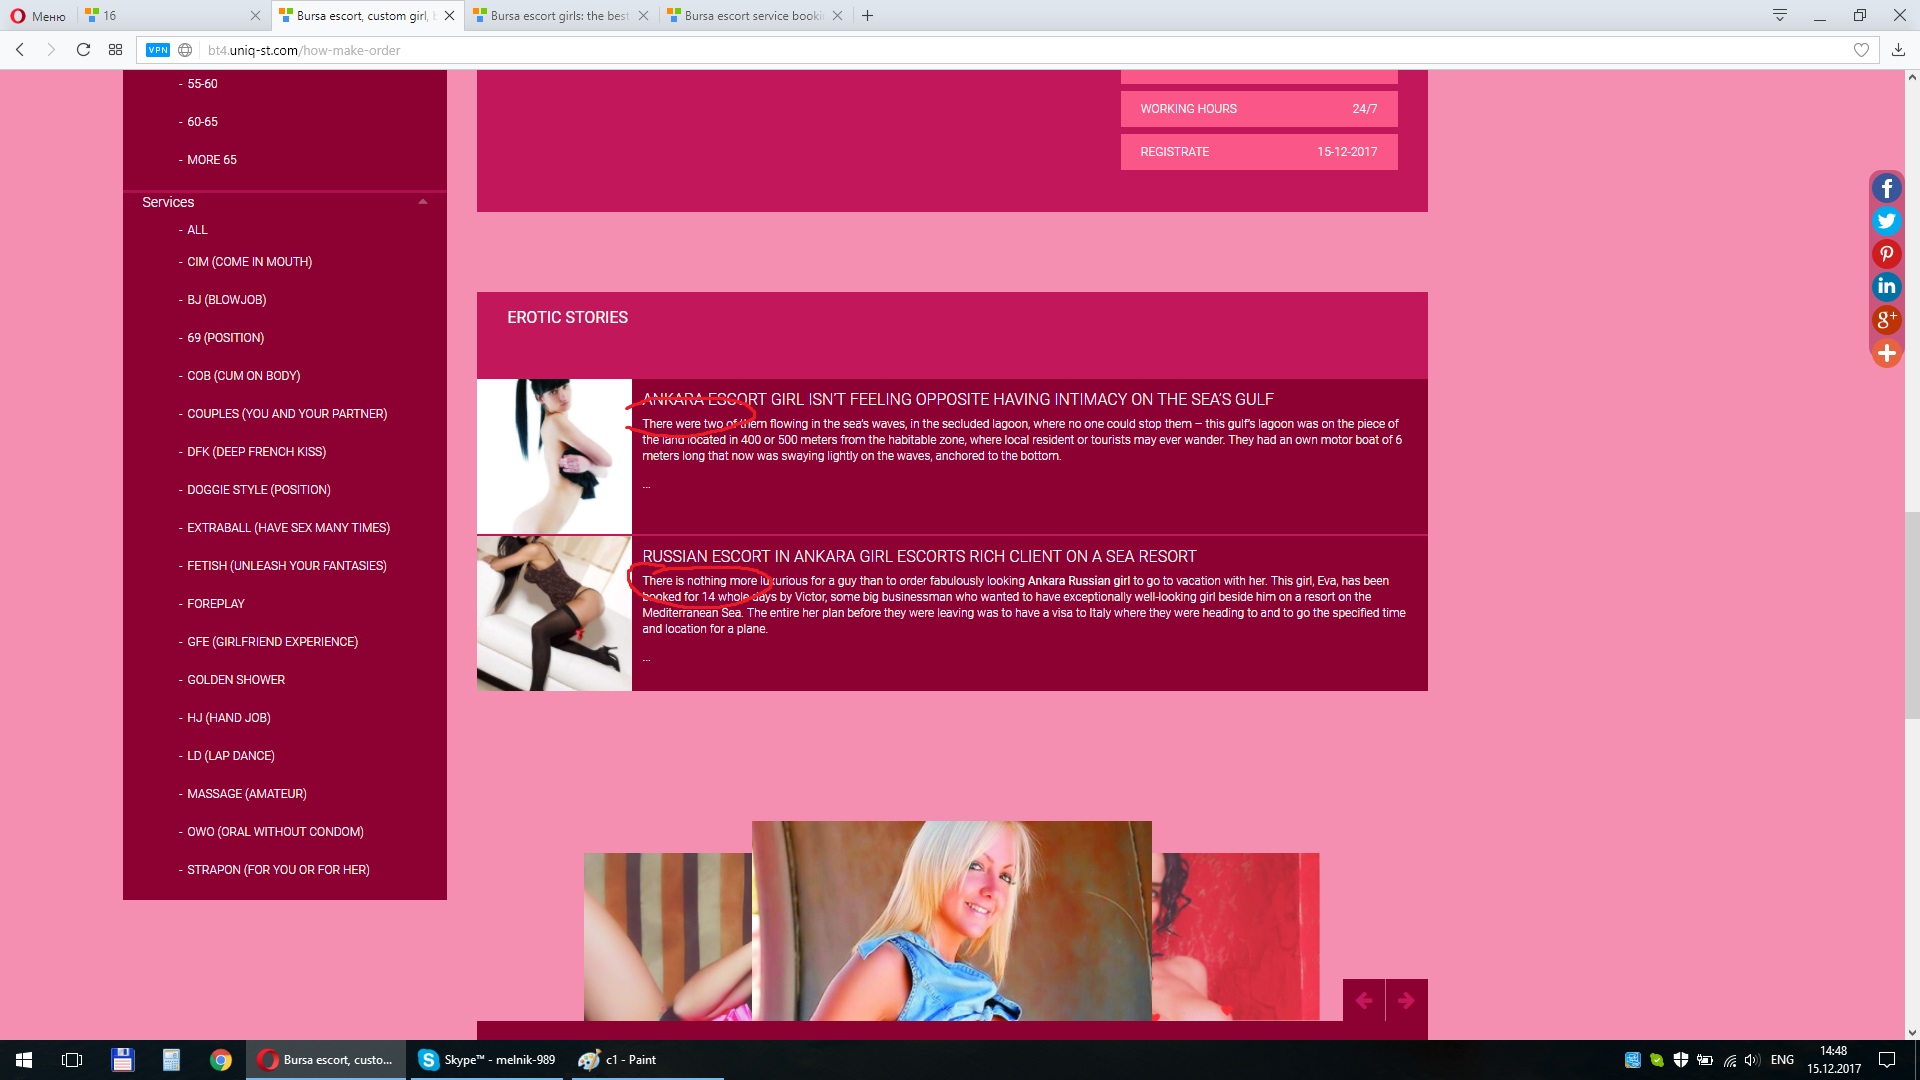 Меню
16
Bursa escort, custom girl,
Bursa escort girls: the best
Bursa escort service booki
VPN
bt4.uniq-st.com/how-make-order
- 55-60
- 60-65
- MORE 65
Services
- ALL
- CIM (COME IN MOUTH)
- BJ (BLOWJOB)
- 69 (POSITION)
- COB (CUM ON BODY)
- COUPLES (YOU AND YOUR PARTNER)
- DFK (DEEP FRENCH KISS)
- DOGGIE STYLE (POSITION)
- EXTRABALL (HAVE SEX MANY TIMES)
- FETISH (UNLEASH YOUR FANTASIES)
- FOREPLAY
- GFE (GIRLFRIEND EXPERIENCE)
- GOLDEN SHOWER
- HJ (HAND JOB)
- LD (LAP DANCE)
- MASSAGE (AMATEUR)
- OWO (ORAL WITHOUT CONDOM)
- STRAPON (FOR YOU OR FOR HER)
WORKING HOURS 24/7
REGISTRATE 15-12-2017
EROTIC STORIES
ANKARA ESCORT GIRL ISN'T FEELING OPPOSITE HAVING INTIMACY ON THE SEA'S GULF
There were two of them flowing in the sea's waves, in the secluded lagoon, where no one could stop them – this gulf's lagoon was on the piece of
the land located in 400 or 500 meters from the habitable zone, where local resident or tourists may ever wander. They had an own motor boat of 6
meters long that now was swaying lightly on the waves, anchored to the bottom.
...
RUSSIAN ESCORT IN ANKARA GIRL ESCORTS RICH CLIENT ON A SEA RESORT
There is nothing more luxurious for a guy than to order fabulously looking Ankara Russian girl to go to vacation with her. This girl, Eva, has been
booked for 14 whole days by Victor, some big businessman who wanted to have exceptionally well-looking girl beside him on a resort on the
Mediterranean Sea. The entire her plan before they were leaving was to have a visa to Italy where they were heading to and to go the specified time
and location for a plane.
...
f
in
g+
Bursa escort, custo...
Skype™ - melnik-989
c1 - Paint
ENG
14:48
15.12.2017